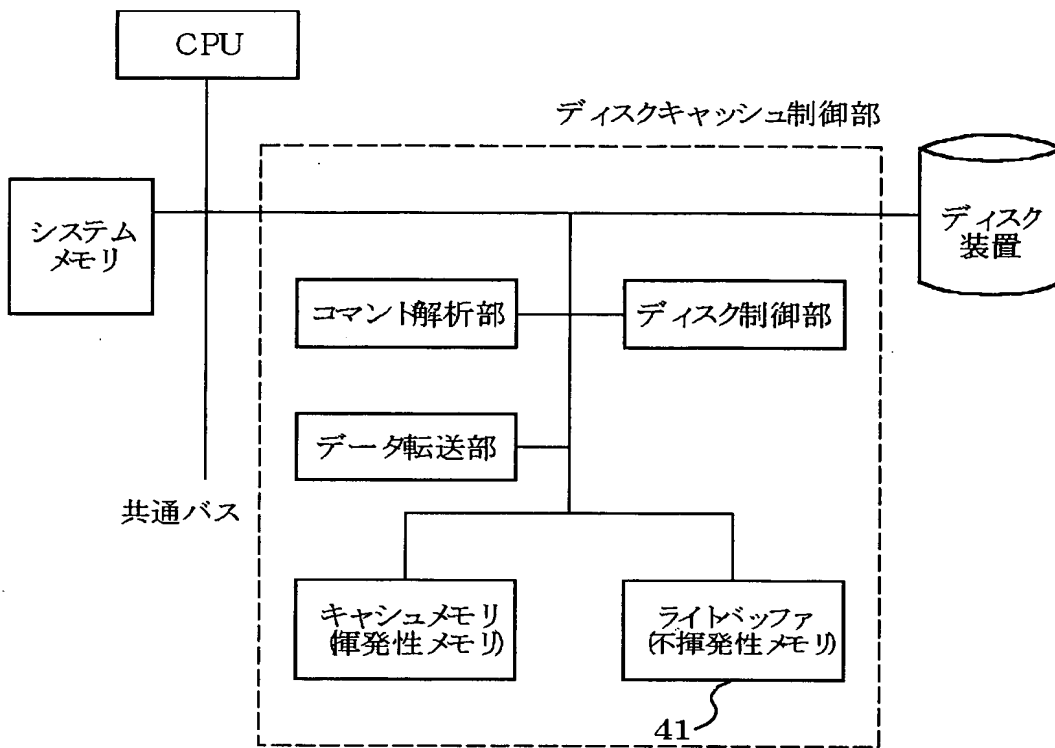 CPU
ディスクキャッシュ制御部
システム
メモリ
ディスク
装置
コマント解析部
ディスク制御部
データ転送部
共通バス
キャシュメモリ
(揮発性メモリ)
ライトバッファ
(不揮発性メモリ)
41